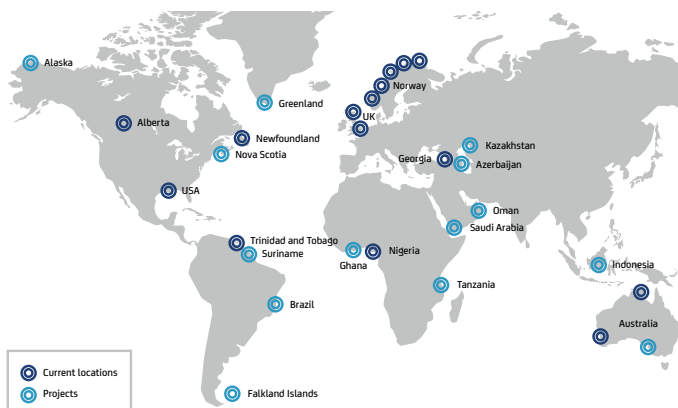 Alaska
Greenland
Norway
UK
Alberta
Newfoundland
Nova Scotia
Kazakhstan
Georgia
Azerbaijan
USA
Oman
Saudi Arabia
Trinidad and Tobago
Suriname
Ghana
Nigeria
Indonesia
Tanzania
Brazil
Australia
Current locations
Projects
Falkland Islands